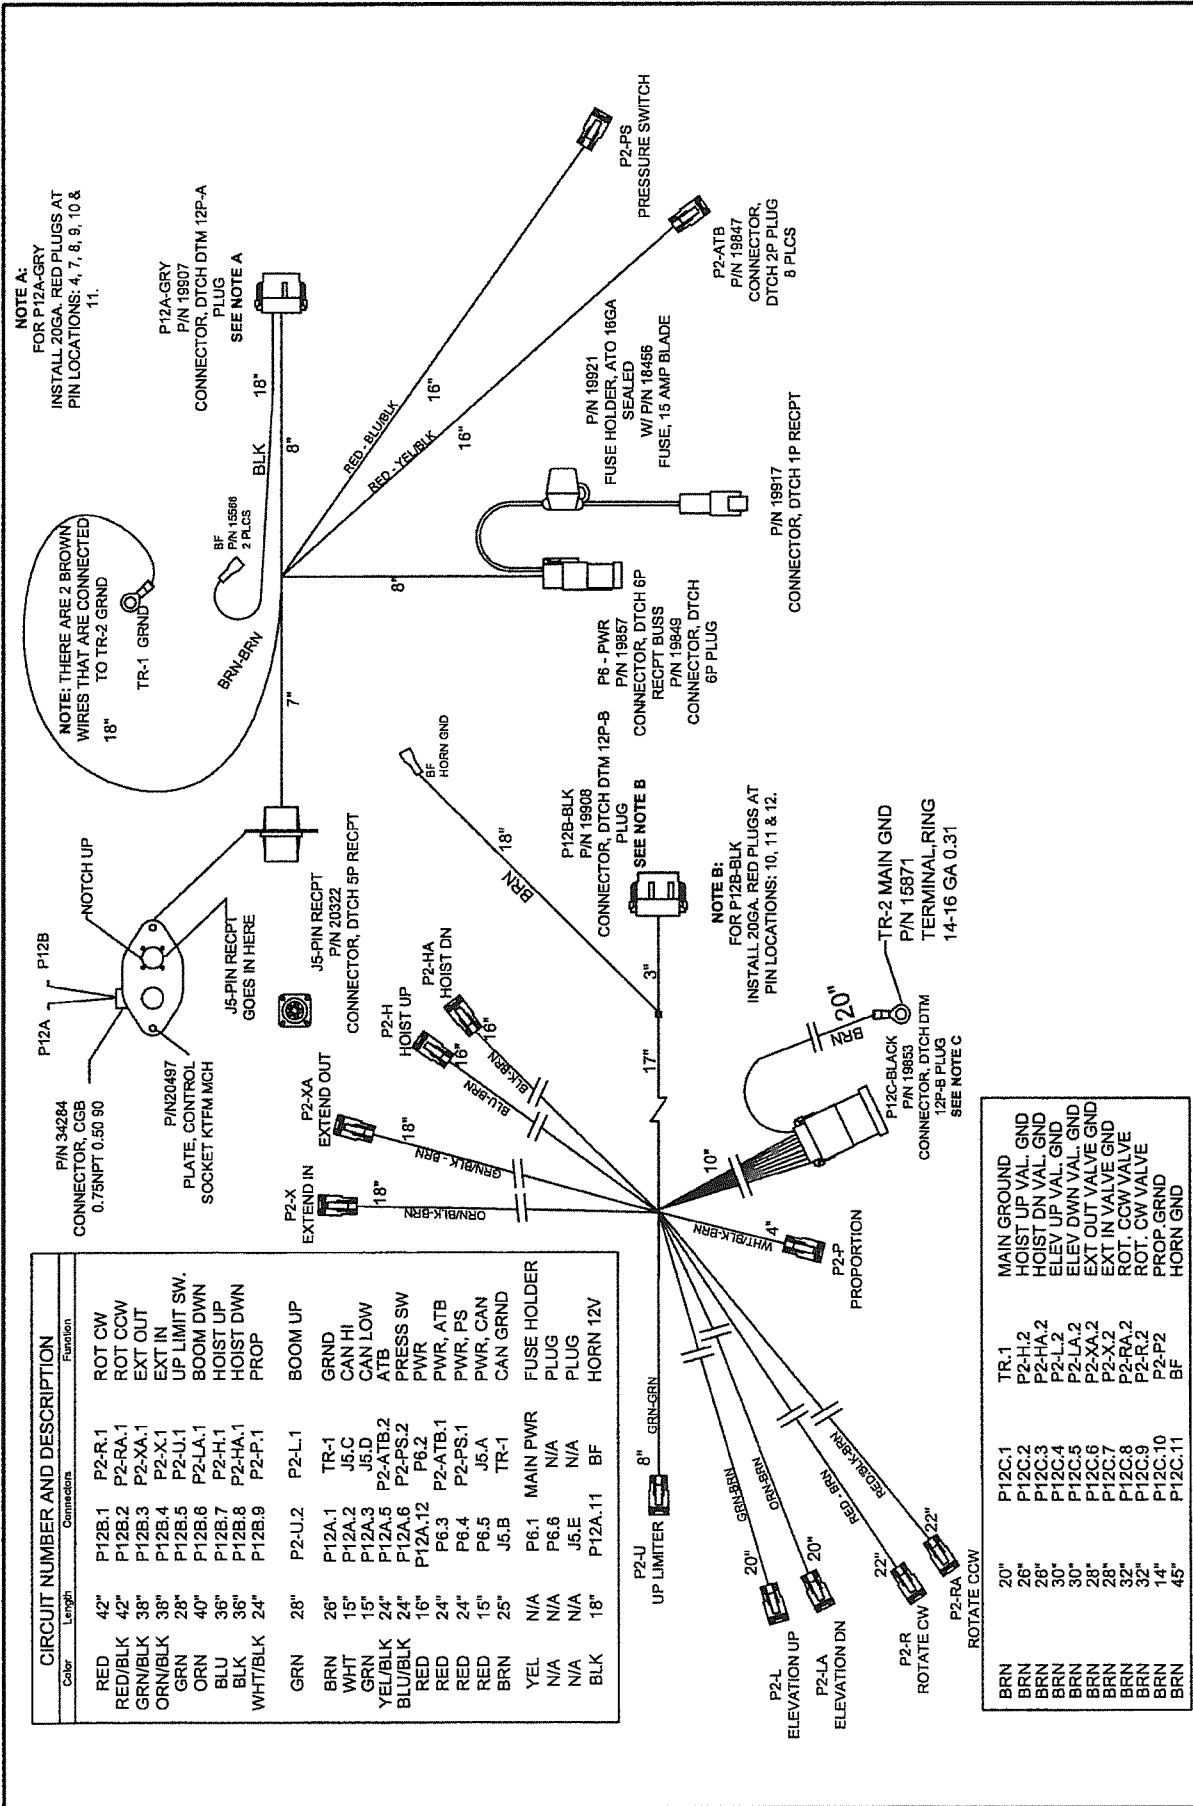 NOTE A:
FOR P12A-GRY
INSTALL 20GA. RED PLUGS AT
PIN LOCATIONS: 4, 7, 8, 9, 10 &
11.
P12A-GRY
P/N 19907
CONNECTOR, DTCH DTM 12P-A
PLUG
SEE NOTE A
NOTE: THERE ARE 2 BROWN
WIRES THAT ARE CONNECTED
TO TR-2 GRND
18"
TR-1 GRND
BRN-BRN
BF
P/N 15566
2 PLCS
BLK
18"
8"
7"
8"
RED - BLU/BLK
16"
RED - YEL/BLK
16"
P2-PS
PRESSURE SWITCH
P2-ATB
P/N 19847
CONNECTOR,
DTCH 2P PLUG
8 PLCS
P/N 19921
FUSE HOLDER, ATO 16GA
SEALED
W/ P/N 18456
FUSE, 15 AMP BLADE
P/N 19917
CONNECTOR, DTCH 1P RECPT
P6 - PWR
P/N 19857
CONNECTOR, DTCH 6P
RECPT BUSS
P/N 19849
CONNECTOR, DTCH
6P PLUG
P12A
P12B
P/N 34284
CONNECTOR, CGB
0.75NPT 0.50 90
NOTCH UP
P/N20497
PLATE, CONTROL
SOCKET KTFM MCH
J5-PIN RECPT
GOES IN HERE
J5-PIN RECPT
P/N 20322
CONNECTOR, DTCH 5P RECPT
BF
HORN GND
18"
BRN
P12B-BLK
P/N 19908
CONNECTOR, DTCH DTM 12P-B
PLUG
SEE NOTE B
NOTE B:
FOR P12B-BLK
INSTALL 20GA. RED PLUGS AT
PIN LOCATIONS: 10, 11 & 12.
3"
17"
P2-X
EXTEND IN
18"
ORN/BLK-BRN
P2-XA
EXTEND OUT
18"
GRN/BLK - BRN
P2-H
HOIST UP
16"
BLU-BRN
P2-HA
HOIST DN
16"
BLK-BRN
10"
BRN
20"
TR-2 MAIN GND
P/N 15871
TERMINAL,RING
14-16 GA 0.31
P12C-BLACK
P/N 19853
CONNECTOR, DTCH DTM
12P-B PLUG
SEE NOTE C
WHT/BLK-BRN
4"
P2-P
PROPORTION
P2-U
UP LIMITER
8"
GRN-GRN
GRN-BRN
20"
P2-L
ELEVATION UP
ORN-BRN
20"
P2-LA
ELEVATION DN
RED - BRN
22"
P2-R
ROTATE CW
RED/BLK-BRN
22"
P2-RA
ROTATE CCW
CIRCUIT NUMBER AND DESCRIPTION
Color Length Connectors Function
RED 42" P12B.1 P2-R.1 ROT CW
RED/BLK 42" P12B.2 P2-RA.1 ROT CCW
GRN/BLK 38" P12B.3 P2-XA.1 EXT OUT
ORN/BLK 38" P12B.4 P2-X.1 EXT IN
GRN 28" P12B.5 P2-U.1 UP LIMIT SW.
ORN 40" P12B.6 P2-LA.1 BOOM DWN
BLU 36" P12B.7 P2-H.1 HOIST UP
BLK 36" P12B.8 P2-HA.1 HOIST DWN
WHT/BLK 24" P12B.9 P2-P.1 PROP
GRN 28" P2-U.2 P2-L.1 BOOM UP
BRN 26" P12A.1 TR-1 GRND
WHT 15" P12A.2 J5.C CAN HI
GRN 15" P12A.3 J5.D CAN LOW
YEL/BLK 24" P12A.5 P2-ATB.2 ATB
BLU/BLK 24" P12A.6 P2-PS.2 PRESS SW
RED 16" P12A.12 P6.2 PWR
RED 24" P6.3 P2-ATB.1 PWR, ATB
RED 24" P6.4 P2-PS.1 PWR, PS
RED 15" P6.5 J5.A PWR, CAN
BRN 25" J5.B TR-1 CAN GRND
YEL N/A P6.1 MAIN PWR FUSE HOLDER
N/A N/A P6.6 N/A PLUG
N/A N/A J5.E N/A PLUG
BLK 18" P12A.11 BF HORN 12V
BRN 20" P12C.1 TR.1 MAIN GROUND
BRN 26" P12C.2 P2-H.2 HOIST UP VAL. GND
BRN 26" P12C.3 P2-HA.2 HOIST DN VAL. GND
BRN 30" P12C.4 P2-L.2 ELEV UP VAL. GND
BRN 30" P12C.5 P2-LA.2 ELEV DWN VAL. GND
BRN 28" P12C.6 P2-XA.2 EXT OUT VALVE GND
BRN 28" P12C.7 P2-X.2 EXT IN VALVE GND
BRN 32" P12C.8 P2-RA.2 ROT. CCW VALVE
BRN 32" P12C.9 P2-R.2 ROT. CW VALVE
BRN 14" P12C.10 P2-P2 PROP.GRND
BRN 45" P12C.11 BF HORN GND